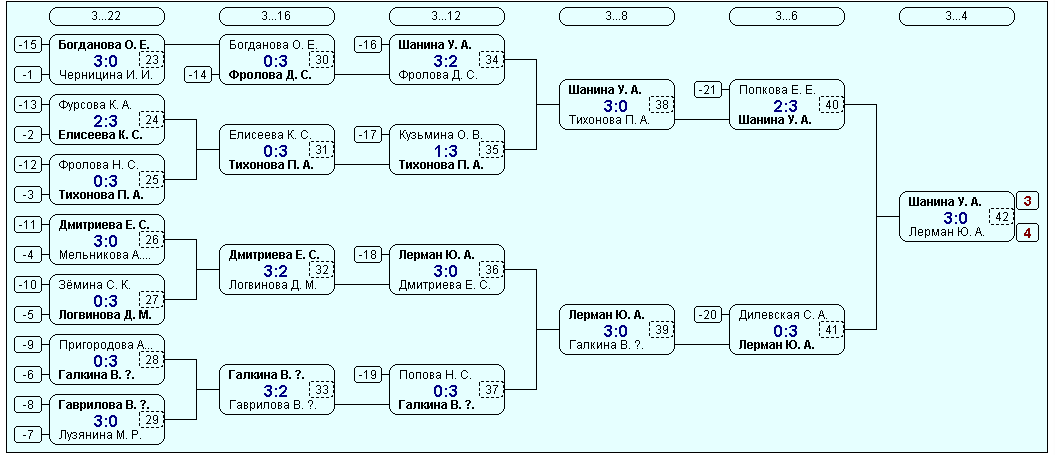 3...22
3...16
3...12
3...8
3...6
3...4
-15
Богданова О. Е.
3:0
23
-1
Черницина И. И.
-13
Фурсова К. А.
2:3
24
-2
Елисеева К. С.
-12
Фролова Н. С.
0:3
25
-3
Тихонова П. А.
-11
Дмитриева Е. С.
3:0
26
-4
Мельникова А....
-10
Зёмина С. К.
0:3
27
-5
Логвинова Д. М.
-9
Пригородова А...
0:3
28
-6
Галкина В. ?.
-8
Гаврилова В. ?.
3:0
29
-7
Лузянина М. Р.
Богданова О. Е.
0:3
30
-14
Фролова Д. С.
Елисеева К. С.
0:3
31
Тихонова П. А.
Дмитриева Е. С.
3:2
32
Логвинова Д. М.
Галкина В. ?.
3:2
33
Гаврилова В. ?.
-16
Шанина У. А.
3:2
34
Фролова Д. С.
-17
Кузьмина О. В.
1:3
35
Тихонова П. А.
-18
Лерман Ю. А.
3:0
36
Дмитриева Е. С.
-19
Попова Н. С.
0:3
37
Галкина В. ?.
Шанина У. А.
3:0
38
Тихонова П. А.
Лерман Ю. А.
3:0
39
Галкина В. ?.
-21
Попкова Е. Е.
2:3
40
Шанина У. А.
-20
Дилевская С. А.
0:3
41
Лерман Ю. А.
Шанина У. А.
3
3:0
42
Лерман Ю. А.
4